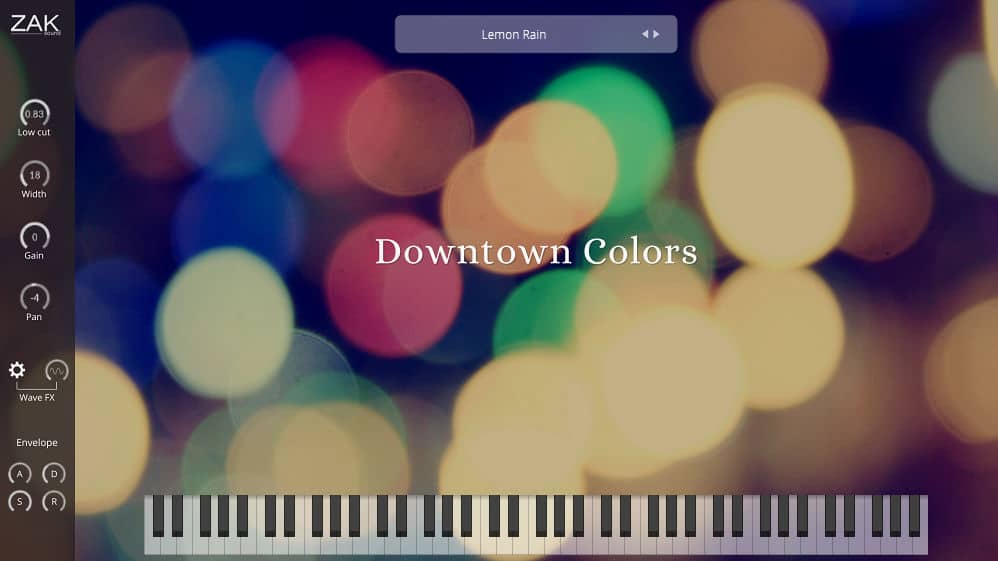 ZAK
sound
Lemon Rain
0.83
Low cut
18
Width
0
Gain
-4
Pan
Wave FX
Downtown Colors
Envelope
A D
S R